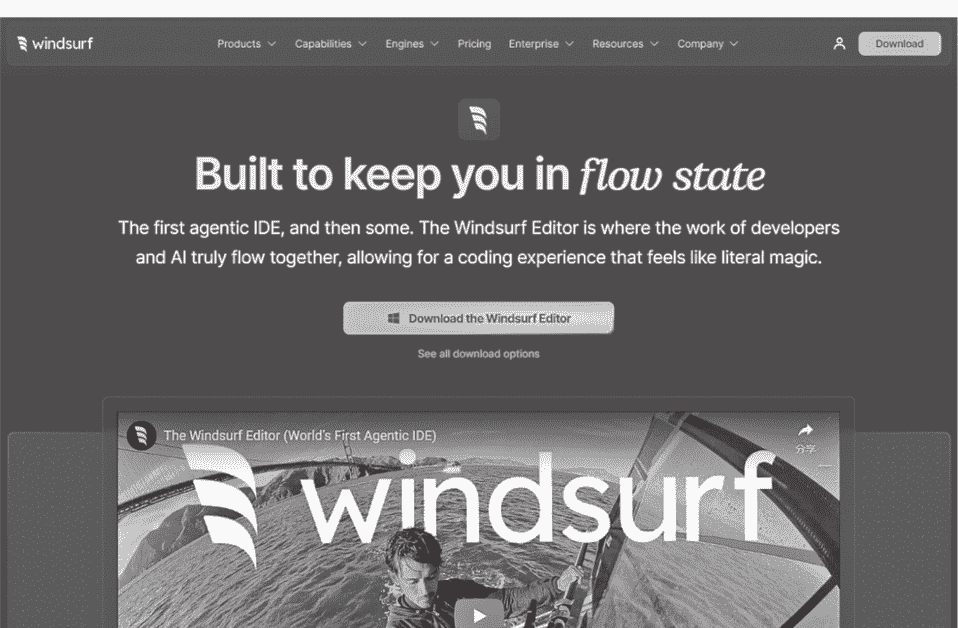 windsurf
Products Capabilities Engines Pricing Enterprise Resources Company Download
Built to keep you in flow state
The first agentic IDE, and then some. The Windsurf Editor is where the work of developers
and AI truly flow together, allowing for a coding experience that feels like literal magic.
Download the Windsurf Editor
See all download options
The Windsurf Editor (World's First Agentic IDE)
分享
windsurf